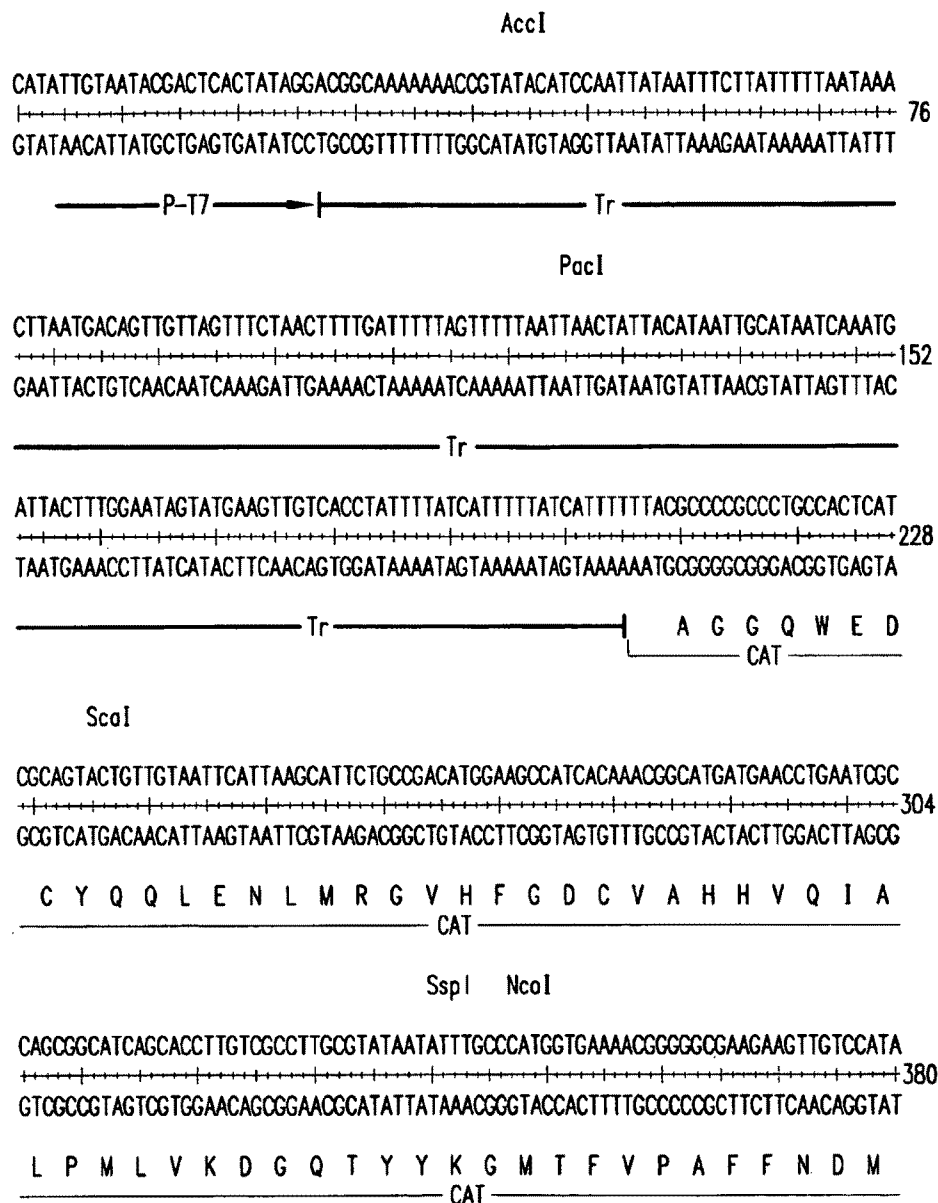 AccI
CATATTGTAATACGACTCACTATAGGACGGCAAAAAAACCGTATACATCCAATTATAATTTCTTATTTTTAATAAA
76
GTATAACATTATGCTGAGTGATATCCTGCCGTTTTTTTGGCATATGTAGGTTAATATTAAAGAATAAAAATTATTT
P-T7 Tr
PacI
CTTAATGACAGTTGTTAGTTTCTAACTTTTGATTTTTAGTTTTTAATTAACTATTACATAATTGCATAATCAAATG
152
GAATTACTGTCAACAATCAAAGATTGAAAACTAAAAATCAAAAATTAATTGATAATGTATTAACGTATTAGTTTAC
Tr
ATTACTTTGGAATAGTATGAAGTTGTCACCTATTTTATCATTTTTATCATTTTTTACGCCCCGCCCTGCCACTCAT
228
TAATGAAACCTTATCATACTTCAACAGTGGATAAAATAGTAAAAATAGTAAAAAATGCGGGGCGGGACGGTGAGTA
Tr A G G Q W E D
CAT
ScaI
CGCAGTACTGTTGTAATTCATTAAGCATTCTGCCGACATGGAAGCCATCACAAACGGCATGATGAACCTGAATCGC
304
GCGTCATGACAACATTAAGTAATTCGTAAGACGGCTGTACCTTCGGTAGTGTTTGCCGTACTACTTGGACTTAGCG
C Y Q Q L E N L M R G V H F G D C V A H H V Q I A
CAT
SspI NcoI
CAGCGGCATCAGCACCTTGTCGCCTTGCGTATAATATTTGCCCATGGTGAAAACGGGGGCGAAGAAGTTGTCCATA
380
GTCGCCGTAGTCGTGGAACAGCGGAACGCATATTATAAACGGGTACCACTTTTGCCCCCGCTTCTTCAACAGGTAT
L P M L V K D G Q T Y Y K G M T F V P A F F N D M
CAT